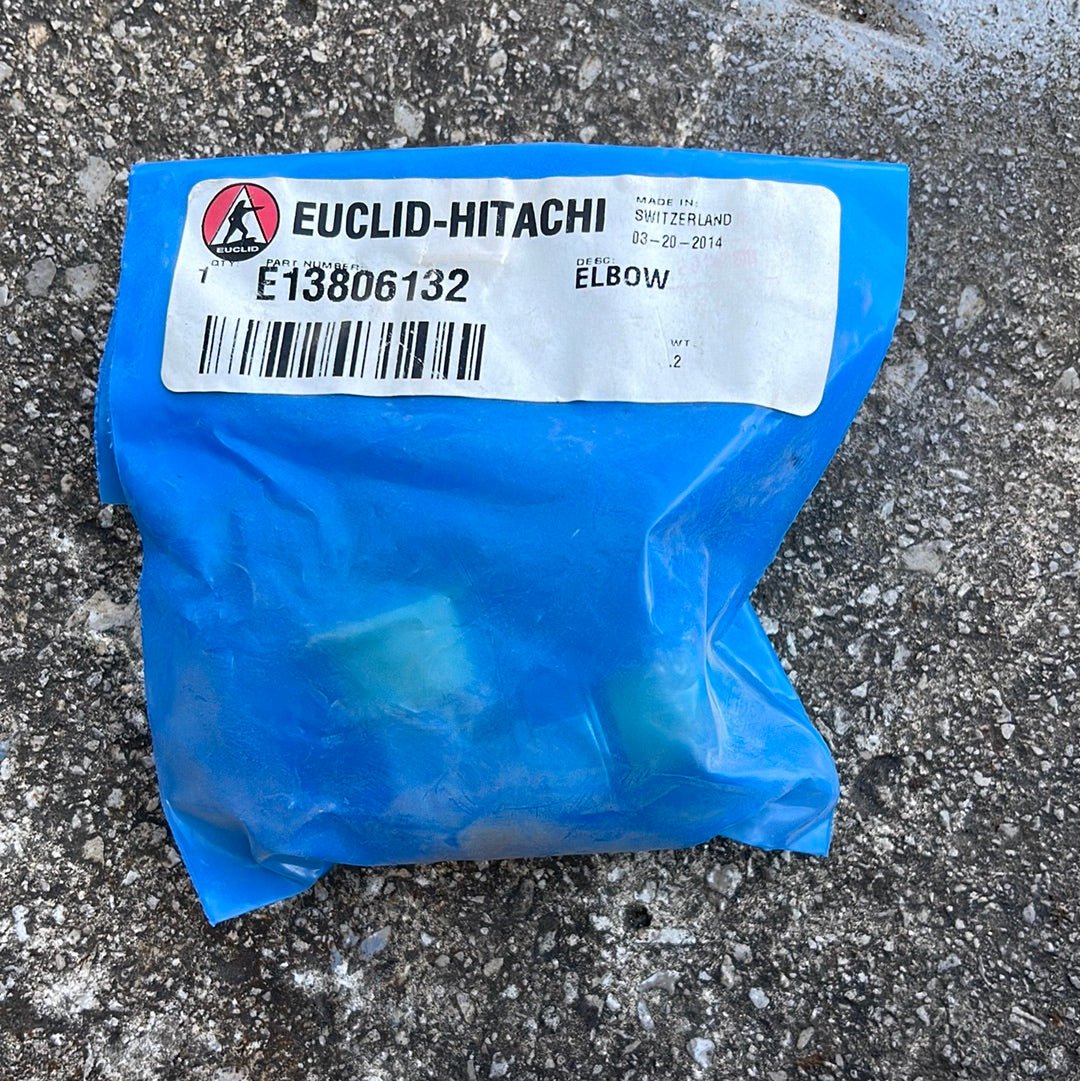 EUCLID
EUCLID-HITACHI
MADE IN:
SWITZERLAND
03-20-2014
QTY:
PART NUMBER:
DESC:
1
E13806132
ELBOW
WT.
.2